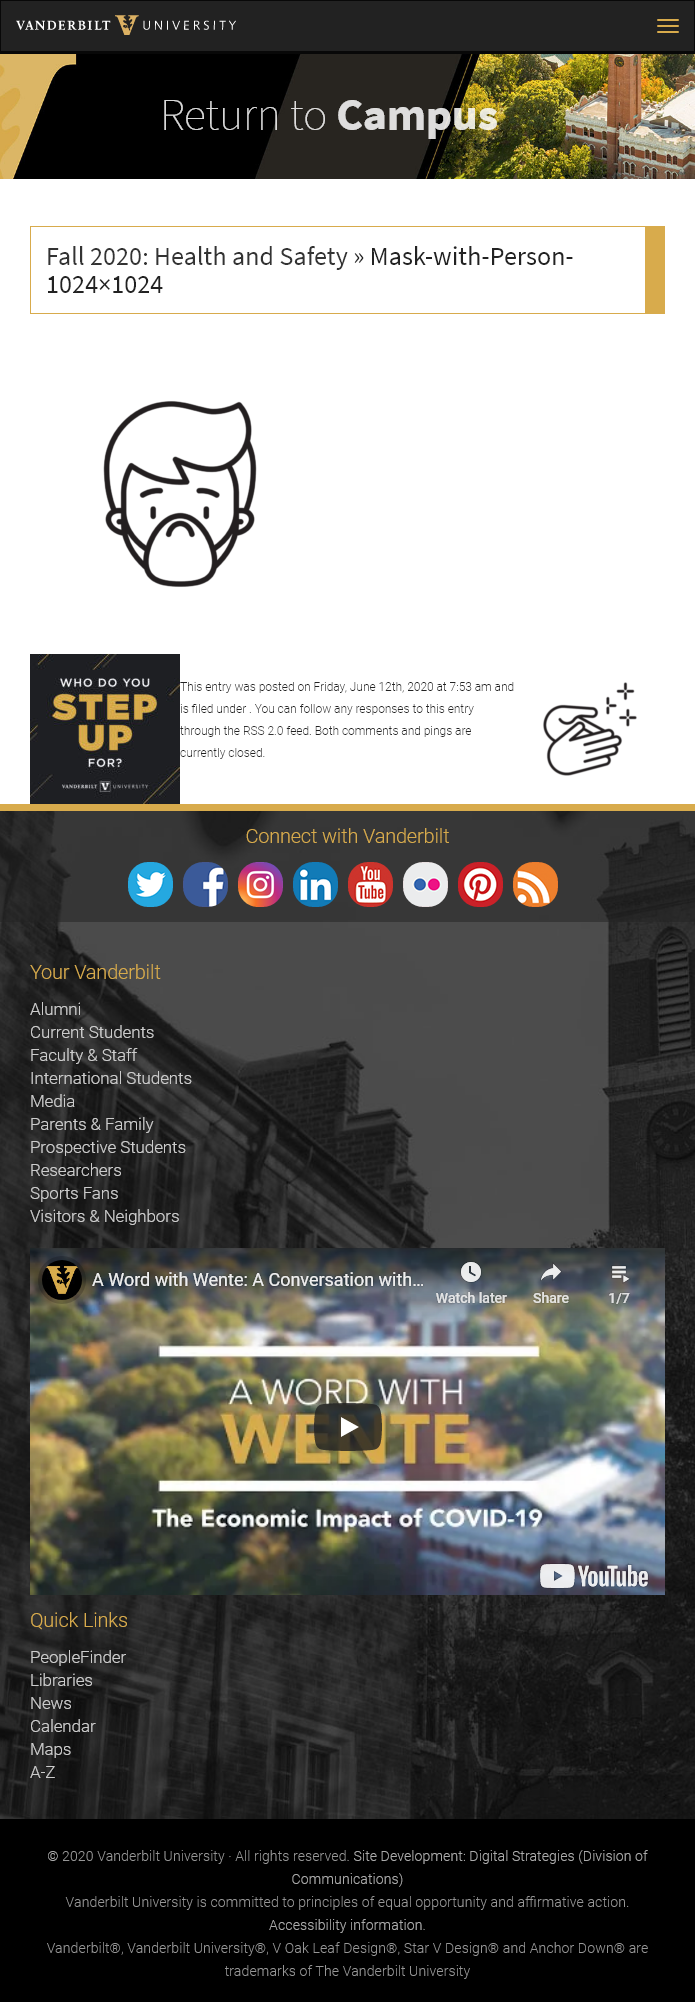 VANDERBILT UNIVERSITY
Return to Campus
Fall 2020: Health and Safety » Mask-with-Person-
1024×1024
WHO DO YOU
STEP
UP
FOR?
VANDERBILT UNIVERSITY
This entry was posted on Friday, June 12th, 2020 at 7:53 am and
is filed under . You can follow any responses to this entry
through the RSS 2.0 feed. Both comments and pings are
currently closed.
Connect with Vanderbilt
You
Tube
Your Vanderbilt
Alumni
Current Students
Faculty & Staff
International Students
Media
Parents & Family
Prospective Students
Researchers
Sports Fans
Visitors & Neighbors
A Word with Wente: A Conversation with...
Watch later
Share
1/7
A WORD WITH
WENTE
The Economic Impact of COVID-19
YouTube
Quick Links
PeopleFinder
Libraries
News
Calendar
Maps
A-Z
© 2020 Vanderbilt University · All rights reserved. Site Development: Digital Strategies (Division of
Communications)
Vanderbilt University is committed to principles of equal opportunity and affirmative action.
Accessibility information.
Vanderbilt®, Vanderbilt University®, V Oak Leaf Design®, Star V Design® and Anchor Down® are
trademarks of The Vanderbilt University